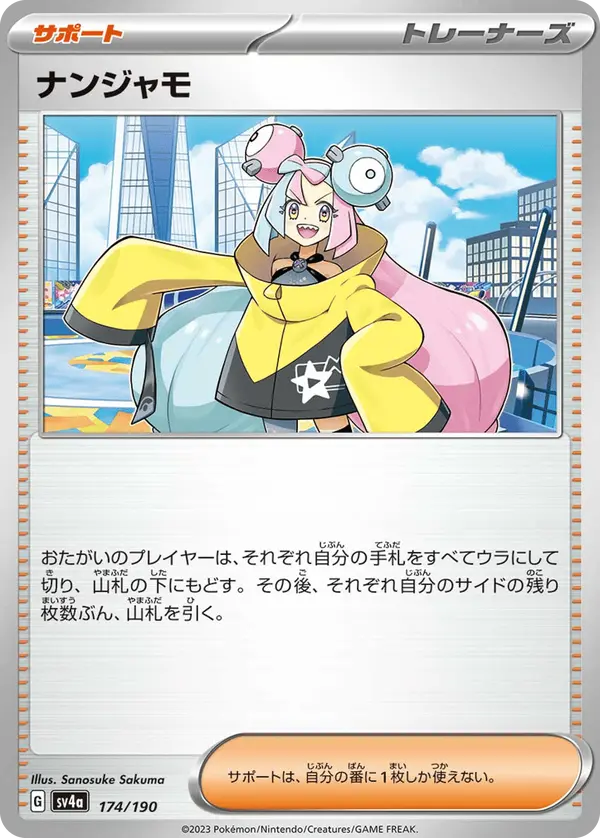 サポート
トレーナーズ
ナンジャモ
おたがいのプレイヤーは、それぞれ自分の手札をすべてウラにして
切り、山札の下にもどす。その後、それぞれ自分のサイドの残り
枚数ぶん、山札を引く。
Illus. Sanosuke Sakuma
サポートは、自分の番に1枚しか使えない。
G sv4a 174/190
©2023 Pokémon/Nintendo/Creatures/GAME FREAK.